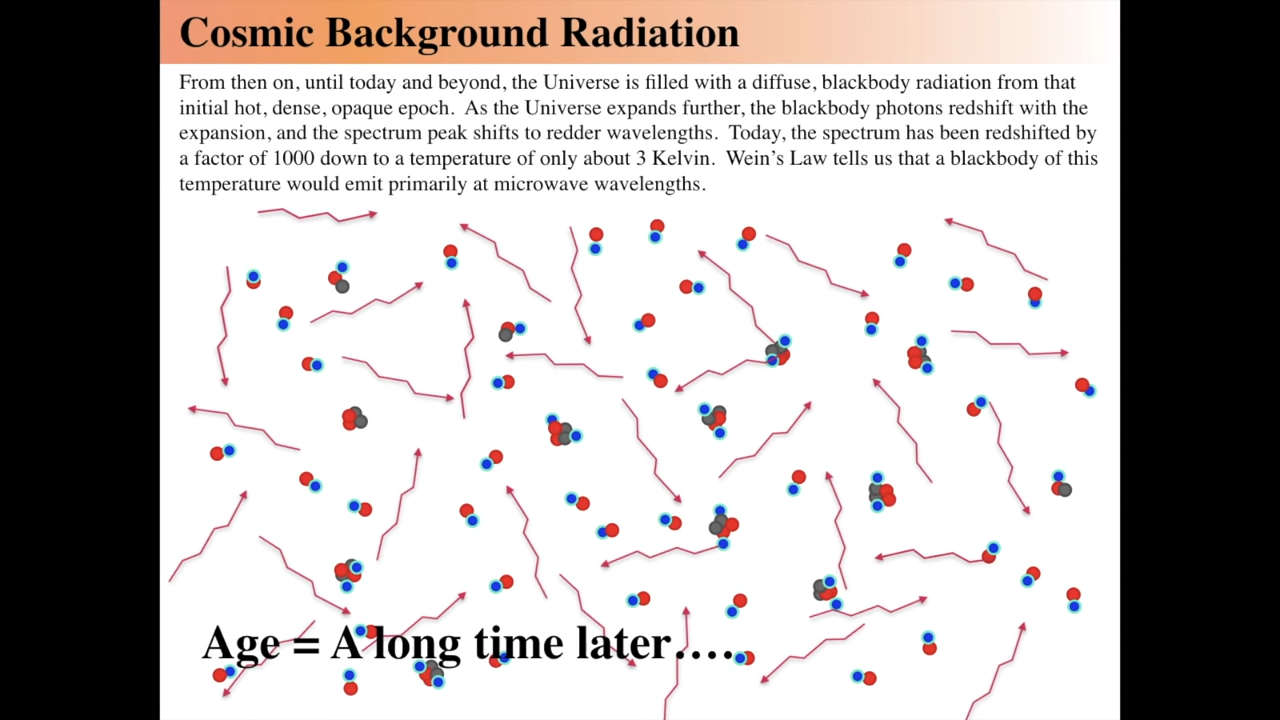 Cosmic Background Radiation
From then on, until today and beyond, the Universe is filled with a diffuse, blackbody radiation from that
initial hot, dense, opaque epoch. As the Universe expands further, the blackbody photons redshift with the
expansion, and the spectrum peak shifts to redder wavelengths. Today, the spectrum has been redshifted by
a factor of 1000 down to a temperature of only about 3 Kelvin. Wein's Law tells us that a blackbody of this
temperature would emit primarily at microwave wavelengths.
Age = A long time later….